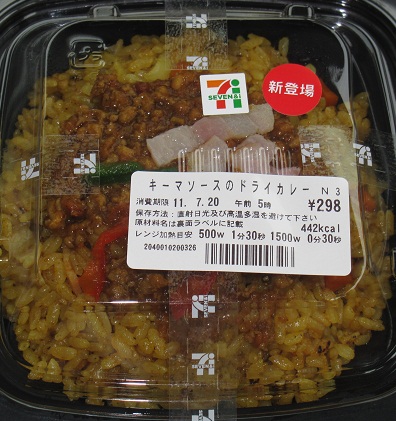 SEVEN&i
新登場
キーマソースのドライカレー N 3
消費期限 11. 7.20 午前 5時 ¥298
保存方法：直射日光及び高温多湿を避けて下さい
原材料名は裏面ラベルに記載 442kcal
レンジ加熱目安 500W 1分30秒 1500W 0分30秒
2040010200326
SEVEN&i
SEVEN&i
SEVEN&i